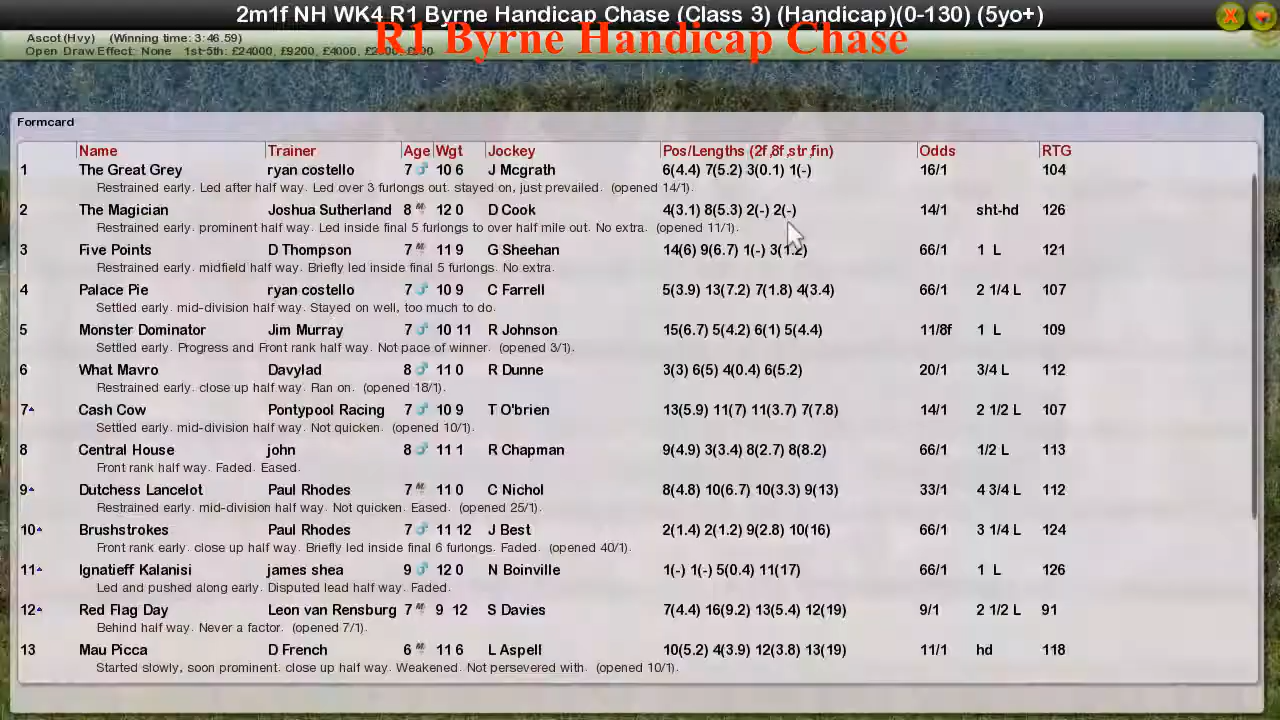 2m1f NH WK4 R1 Byrne Handicap Chase (Class 3) (Handicap)(0-130) (5yo+)
R1 Byrne Handicap Chase
Ascot(Hvy) (Winning time: 3:46.59)
Open Draw Effect: None 1st-5th: £24000, £9200, £4000,
Formcard
Name Trainer Age Wgt Jockey Pos/Lengths (2f,8f,str,fin) Odds RTG
1 The Great Grey ryan costello 7 10 6 J Mcgrath 6(4.4) 7(5.2) 3(0.1) 1(-) 16/1 104
Restrained early. Led after half way. Led over 3 furlongs out. stayed on, just prevailed. (opened 14/1).
2 The Magician Joshua Sutherland 8 12 0 D Cook 4(3.1) 8(5.3) 2(-) 2(-) 14/1 sht-hd 126
Restrained early. prominent half way. Led inside final 5 furlongs to over half mile out. No extra. (opened 11/1).
3 Five Points D Thompson 7 11 9 G Sheehan 14(6) 9(6.7) 1(-) 3(1.2) 66/1 1 L 121
Restrained early. midfield half way. Briefly led inside final 5 furlongs. No extra.
4 Palace Pie ryan costello 7 10 9 C Farrell 5(3.9) 13(7.2) 7(1.8) 4(3.4) 66/1 2 1/4 L 107
Settled early. mid-division half way. Stayed on well, too much to do.
5 Monster Dominator Jim Murray 7 10 11 R Johnson 15(6.7) 5(4.2) 6(1) 5(4.4) 11/8f 1 L 109
Settled early. Progress and Front rank half way. Not pace of winner. (opened 3/1).
6 What Mavro Davylad 8 11 0 R Dunne 3(3) 6(5) 4(0.4) 6(5.2) 20/1 3/4 L 112
Restrained early. close up half way. Ran on. (opened 18/1).
7 Cash Cow Pontypool Racing 7 10 9 T O'brien 13(5.9) 11(7) 11(3.7) 7(7.8) 14/1 2 1/2 L 107
Settled early. mid-division half way. Not quicken. (opened 10/1).
8 Central House john 8 11 1 R Chapman 9(4.9) 3(3.4) 8(2.7) 8(8.2) 66/1 1/2 L 113
Front rank half way. Faded. Eased.
9 Dutchess Lancelot Paul Rhodes 7 11 0 C Nichol 8(4.8) 10(6.7) 10(3.3) 9(13) 33/1 4 3/4 L 112
Restrained early. mid-division half way. Not quicken. Eased. (opened 25/1).
10 Brushstrokes Paul Rhodes 7 11 12 J Best 2(1.4) 2(1.2) 9(2.8) 10(16) 66/1 3 1/4 L 124
Front rank early. close up half way. Briefly led inside final 6 furlongs. Faded. (opened 40/1).
11 Ignatieff Kalanisi james shea 9 12 0 N Boinville 1(-) 1(-) 5(0.4) 11(17) 66/1 1 L 126
Led and pushed along early. Disputed lead half way. Faded.
12 Red Flag Day Leon van Rensburg 7 9 12 S Davies 7(4.4) 16(9.2) 13(5.4) 12(19) 9/1 2 1/2 L 91
Behind half way. Never a factor. (opened 7/1).
13 Mau Picca D French 6 11 6 L Aspell 10(5.2) 4(3.9) 12(3.8) 13(19) 11/1 hd 118
Started slowly, soon prominent. close up half way. Weakened. Not persevered with. (opened 10/1).